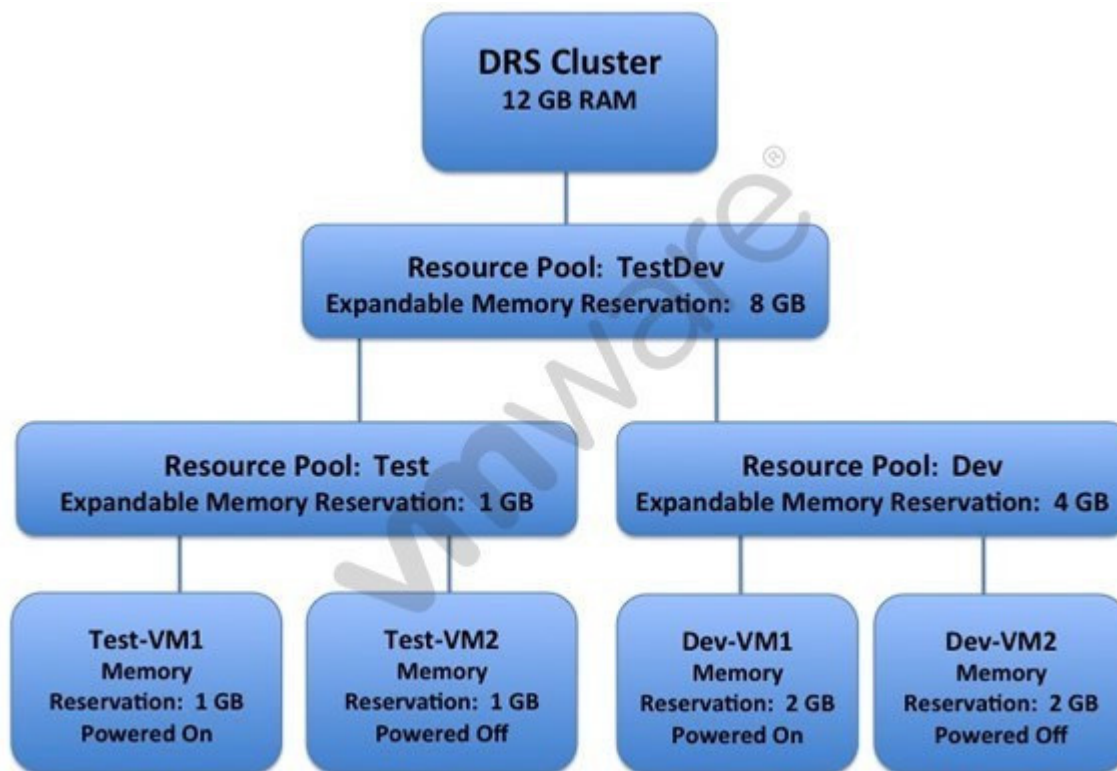 DRS Cluster
12 GB RAM
Resource Pool: TestDev
Expandable Memory Reservation: 8 GB
Resource Pool: Test
Expandable Memory Reservation: 1 GB
Resource Pool: Dev
Expandable Memory Reservation: 4 GB
Test-VM1
Memory
Reservation: 1 GB
Powered On
Test-VM2
Memory
Reservation: 1 GB
Powered Off
Dev-VM1
Memory
Reservation: 2 GB
Powered On
Dev-VM2
Memory
Reservation: 2 GB
Powered Off
vmware®